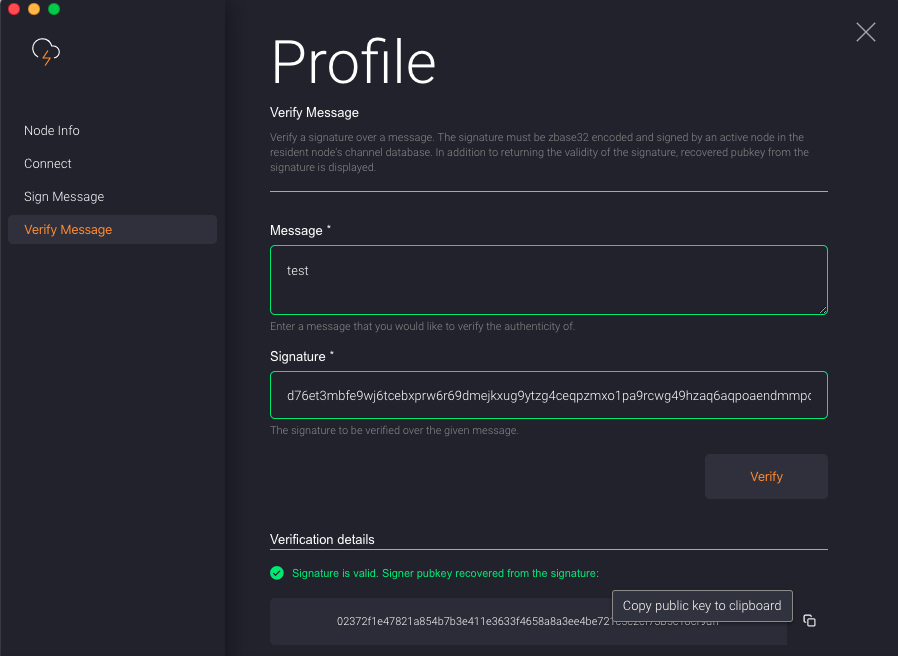 Profile
Node Info
Connect
Sign Message
Verify Message
Verify Message
Verify a signature over a message. The signature must be zbase32 encoded and signed by an active node in the
resident node's channel database. In addition to returning the validity of the signature, recovered pubkey from the
signature is displayed.
Message *
test
Enter a message that you would like to verify the authenticity of.
Signature *
d76et3mbfe9wj6tcebxprw6r69dmejkxug9ytzg4ceqpzmxo1pa9rcwg49hzaq6aqpoaendmmp
The signature to be verified over the given message.
Verify
Verification details
Signature is valid. Signer pubkey recovered from the signature:
Copy public key to clipboard